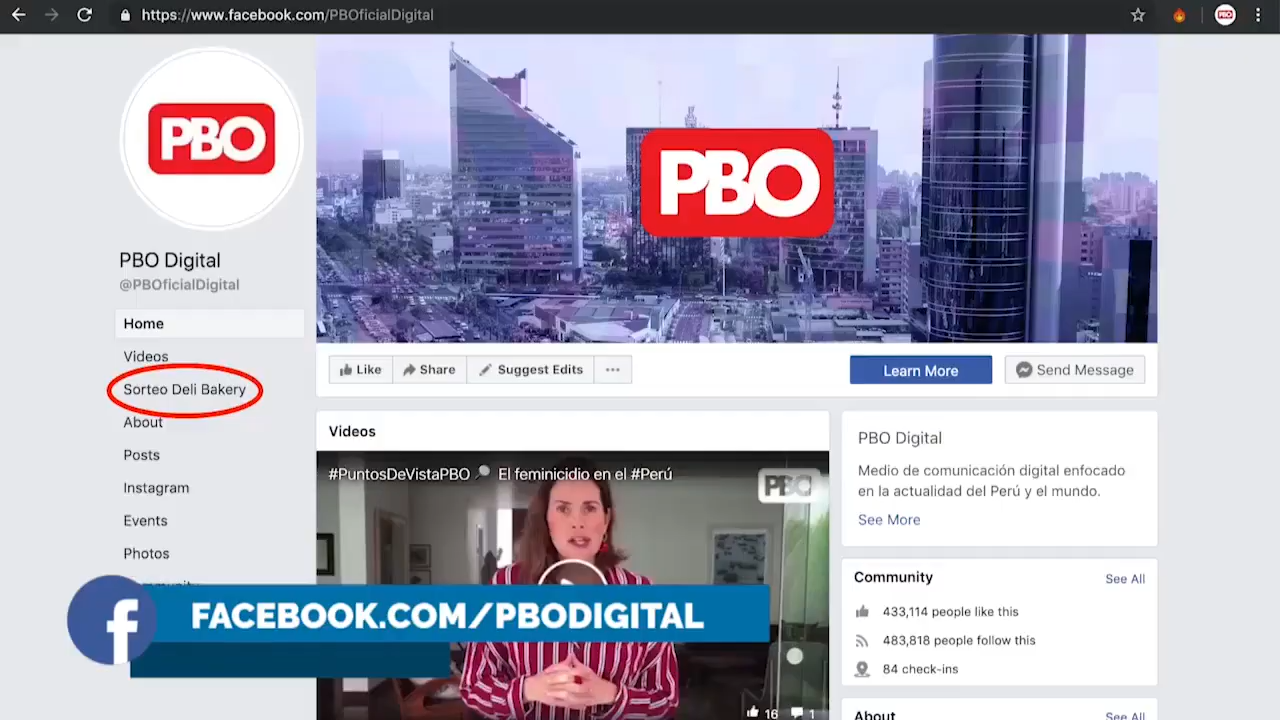 https://www.facebook.com/PBOficialDigital
PBO
PBO
PBO
PBO Digital
@PBOficialDigital
Home
Videos
Sorteo Deli Bakery
About
Posts
Instagram
Events
Photos
Community
Like
Share
Suggest Edits
Learn More
Send Message
Videos
#PuntosDeVistaPBO El feminicidio en el #Perú
PBO
16
1
PBO Digital
Medio de comunicación digital enfocado
en la actualidad del Perú y el mundo.
See More
Community
See All
433,114 people like this
483,818 people follow this
84 check-ins
About
See All
f
FACEBOOK.COM/PBODIGITAL